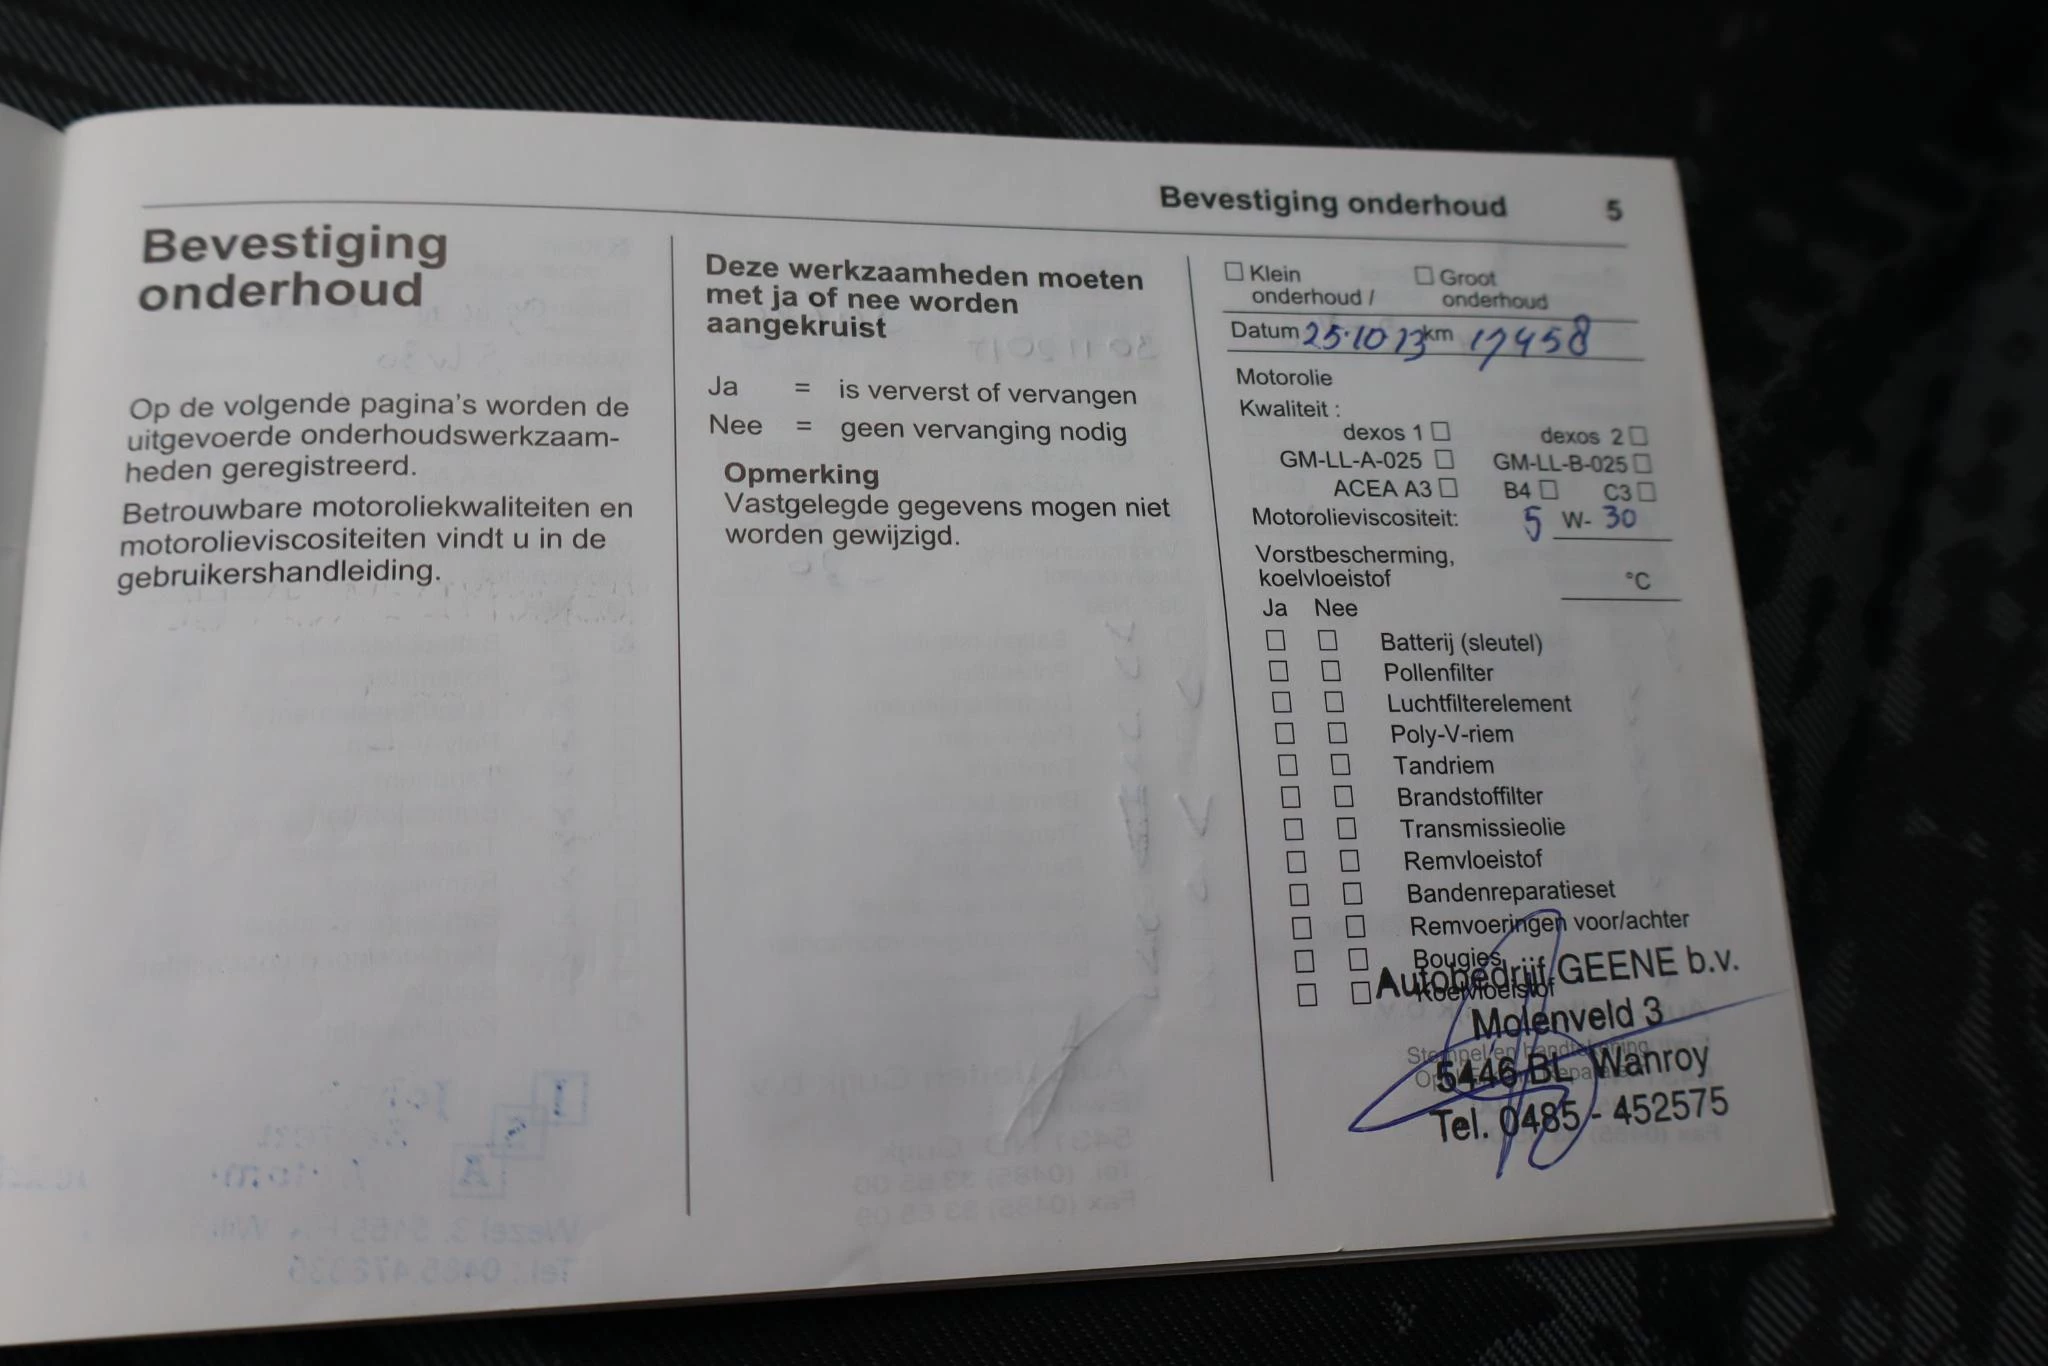 Bevestiging onderhoud 5
Bevestiging
onderhoud
Op de volgende pagina's worden de
uitgevoerde onderhoudswerkzaam-
heden geregistreerd.
Betrouwbare motoroliekwaliteiten en
motorolieviscositeiten vindt u in de
gebruikershandleiding.
Deze werkzaamheden moeten
met ja of nee worden
aangekruist
Ja = is ververst of vervangen
Nee = geen vervanging nodig
Opmerking
Vastgelegde gegevens mogen niet
worden gewijzigd.
☐ Klein ☐ Groot
onderhoud / onderhoud
Datum 25.10.13 km 17458
Motorolie
Kwaliteit :
dexos 1 ☐ dexos 2 ☐
GM-LL-A-025 ☐ GM-LL-B-025 ☐
ACEA A3 ☐ B4 ☐ C3 ☐
Motorolieviscositeit: 5 W- 30
Vorstbescherming,
koelvloeistof °C
Ja Nee
☐ ☐ Batterij (sleutel)
☐ ☐ Pollenfilter
☐ ☐ Luchtfilterelement
☐ ☐ Poly-V-riem
☐ ☐ Tandriem
☐ ☐ Brandstoffilter
☐ ☐ Transmissieolie
☐ ☐ Remvloeistof
☐ ☐ Bandenreparatieset
☐ ☐ Remvoeringen voor/achter
☐ ☐ Bougies
☐ ☐ Koelvloeistof
Autobedrijf GEENE b.v.
Molenveld 3
Stempel en handtekening
5446 BL Wanroy
Tel. 0485 - 452575